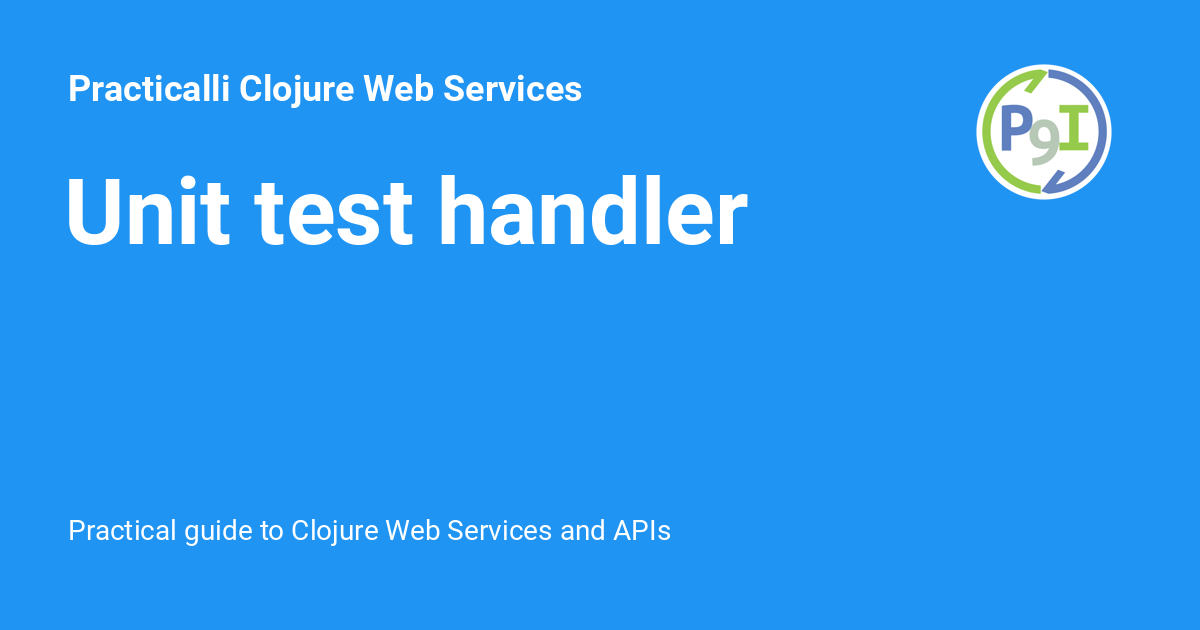 Practicalli Clojure Web Services
P9I
Unit test handler
Practical guide to Clojure Web Services and APIs